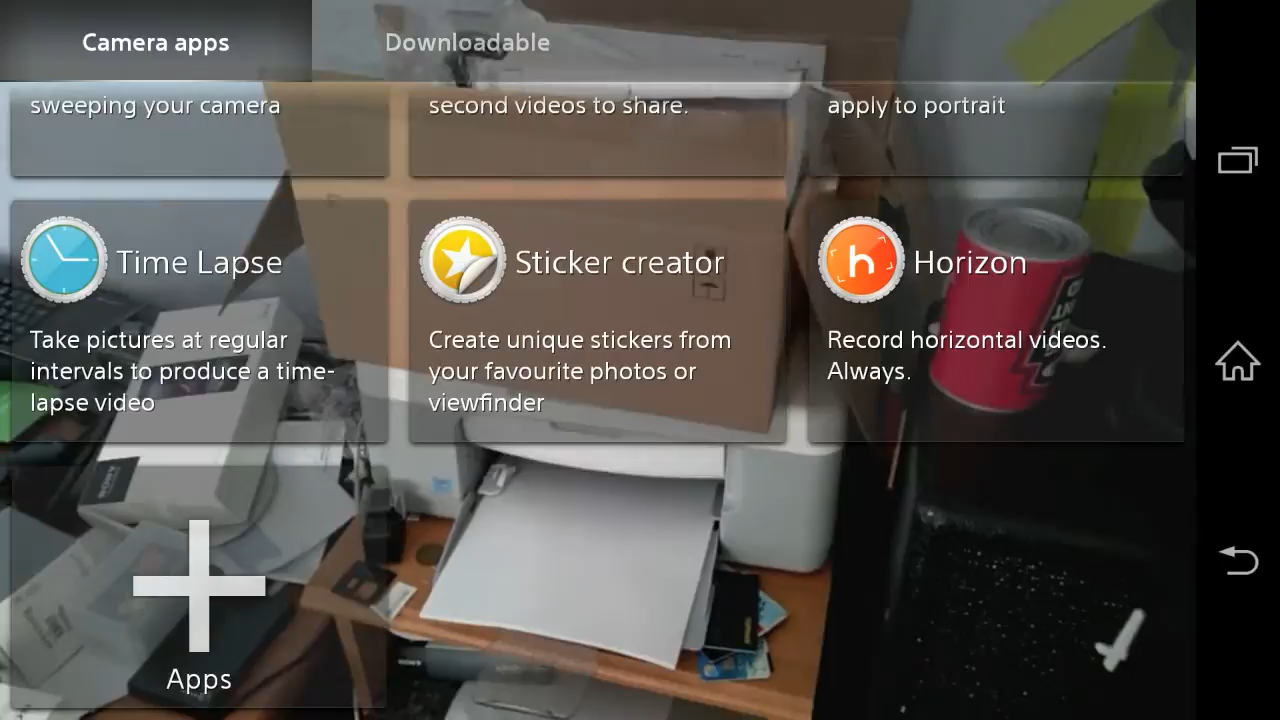 Camera apps
Downloadable
sweeping your camera
second videos to share.
apply to portrait
Time Lapse
Sticker creator
h
Horizon
Take pictures at regular
intervals to produce a time-
lapse video
Create unique stickers from
your favourite photos or
viewfinder
Record horizontal videos.
Always.
SONY
SONY
Apps